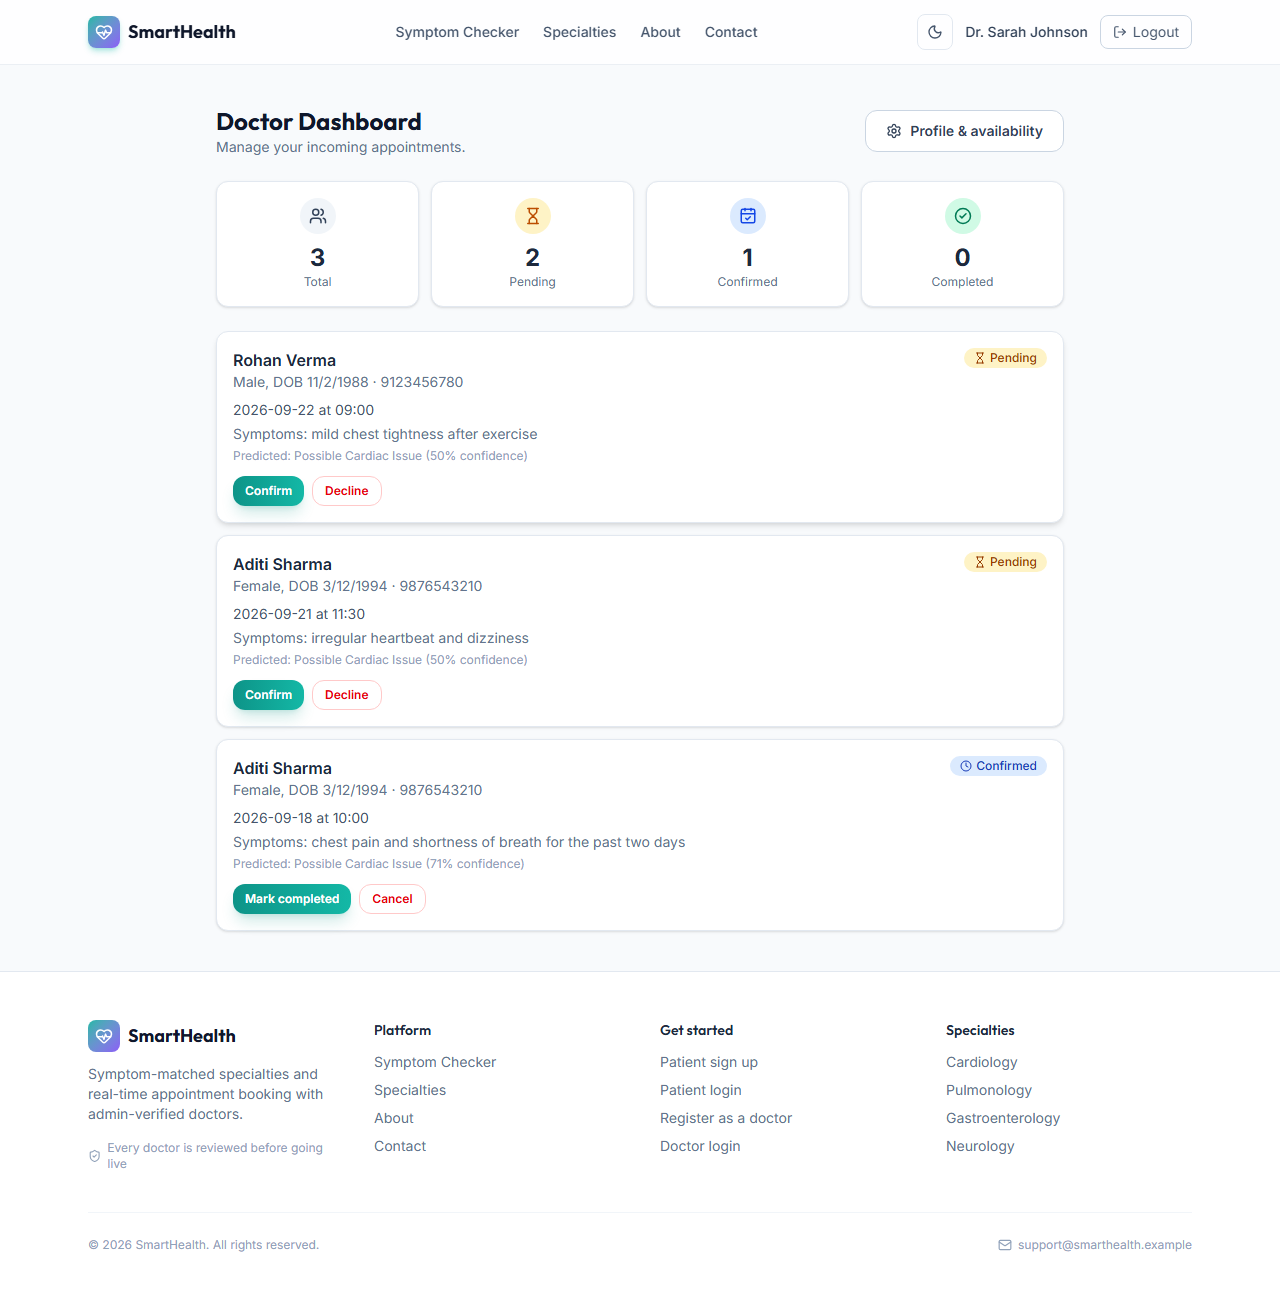 SmartHealth
Symptom Checker
Specialties
About
Contact
Dr. Sarah Johnson
Logout
Doctor Dashboard
Manage your incoming appointments.
Profile & availability
3
Total
2
Pending
1
Confirmed
0
Completed
Rohan Verma
Pending
Male, DOB 11/2/1988 · 9123456780
2026-09-22 at 09:00
Symptoms: mild chest tightness after exercise
Predicted: Possible Cardiac Issue (50% confidence)
Confirm
Decline
Aditi Sharma
Pending
Female, DOB 3/12/1994 · 9876543210
2026-09-21 at 11:30
Symptoms: irregular heartbeat and dizziness
Predicted: Possible Cardiac Issue (50% confidence)
Confirm
Decline
Aditi Sharma
Confirmed
Female, DOB 3/12/1994 · 9876543210
2026-09-18 at 10:00
Symptoms: chest pain and shortness of breath for the past two days
Predicted: Possible Cardiac Issue (71% confidence)
Mark completed
Cancel
SmartHealth
Symptom-matched specialties and
real-time appointment booking with
admin-verified doctors.
Every doctor is reviewed before going
live
Platform
Symptom Checker
Specialties
About
Contact
Get started
Patient sign up
Patient login
Register as a doctor
Doctor login
Specialties
Cardiology
Pulmonology
Gastroenterology
Neurology
© 2026 SmartHealth. All rights reserved.
support@smarthealth.example